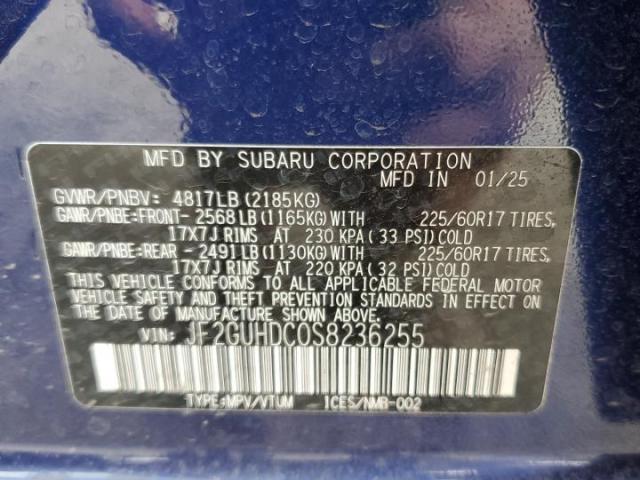 MFD BY SUBARU CORPORATION
MFD IN 01/25
GVWR/PNBV: 4817LB (2185KG)
GAWR/PNBE:FRONT- 2568LB (1165KG) WITH 225/60R17 TIRES,
17X7J RIMS AT 230 KPA (33 PSI) COLD
GAWR/PNBE:REAR - 2491LB (1130KG) WITH 225/60R17 TIRES,
17X7J RIMS AT 220 KPA (32 PSI) COLD
THIS VEHICLE CONFORMS TO ALL APPLICABLE FEDERAL MOTOR
VEHICLE SAFETY AND THEFT PREVENTION STANDARDS IN EFFECT ON
THE DATE OF MANUFACTURE SHOWN ABOVE.
VIN: JF2GUHDC0S8236255
TYPE:MPV/VTUM ICES/NMB-002